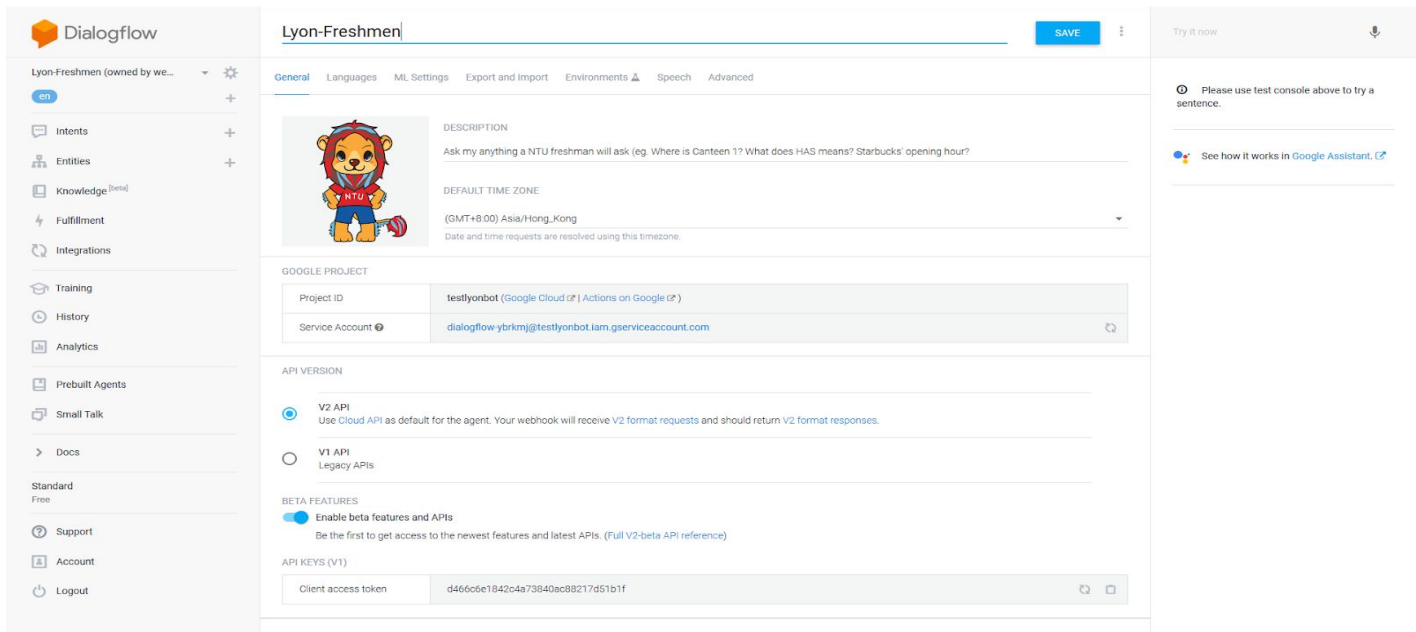 Dialogflow
Lyon-Freshmen (owned by we...
en
Intents
Entities
Knowledge [beta]
Fulfillment
Integrations
Training
History
Analytics
Prebuilt Agents
Small Talk
Docs
Standard
Free
Support
Account
Logout
Lyon-Freshmen
SAVE
General Languages ML Settings Export and Import Environments Speech Advanced
NTU
DESCRIPTION
Ask my anything a NTU freshman will ask (eg. Where is Canteen 1? What does HAS means? Starbucks' opening hour?
DEFAULT TIME ZONE
(GMT+8:00) Asia/Hong_Kong
Date and time requests are resolved using this timezone.
GOOGLE PROJECT
Project ID testlyonbot (Google Cloud | Actions on Google )
Service Account dialogflow-ybrkmj@testlyonbot.iam.gserviceaccount.com
API VERSION
V2 API
Use Cloud API as default for the agent. Your webhook will receive V2 format requests and should return V2 format responses.
V1 API
Legacy APIs
BETA FEATURES
Enable beta features and APIs
Be the first to get access to the newest features and latest APIs. (Full V2-beta API reference)
API KEYS (V1)
Client access token d466c6e1842c4a73840ac88217d51b1f
Try it now
Please use test console above to try a
sentence.
See how it works in Google Assistant.